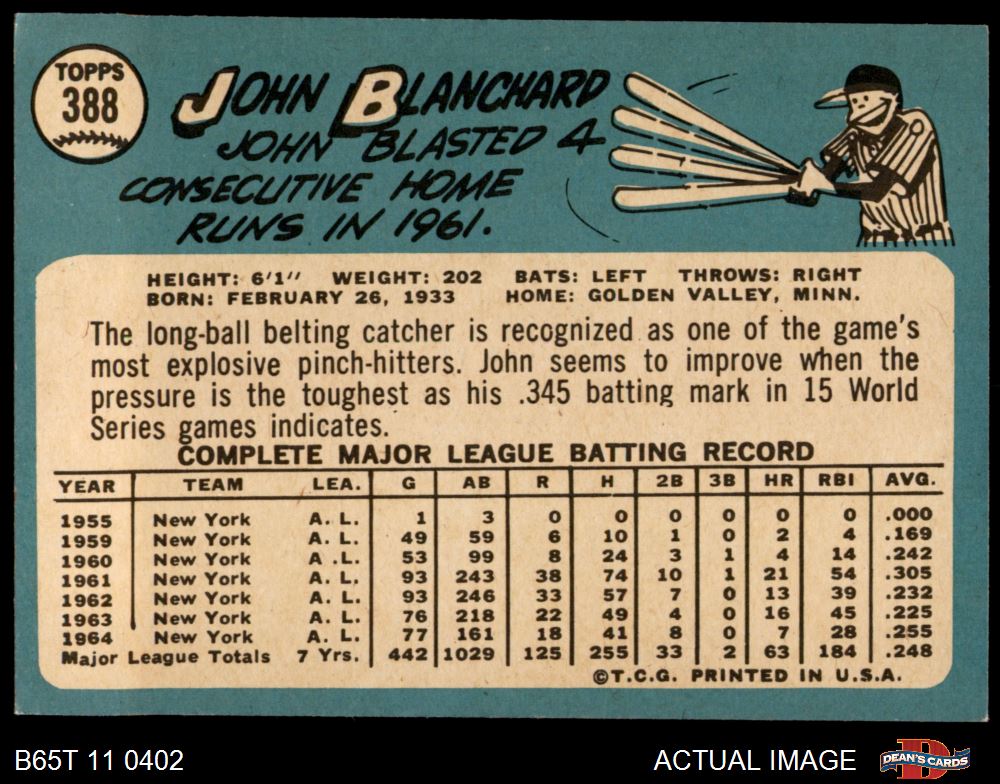 TOPPS
388
JOHN BLANCHARD
JOHN BLASTED 4
CONSECUTIVE HOME
RUNS IN 1961.
HEIGHT: 6'1" WEIGHT: 202 BATS: LEFT THROWS: RIGHT
BORN: FEBRUARY 26, 1933 HOME: GOLDEN VALLEY, MINN.
The long-ball belting catcher is recognized as one of the game's
most explosive pinch-hitters. John seems to improve when the
pressure is the toughest as his .345 batting mark in 15 World
Series games indicates.
COMPLETE MAJOR LEAGUE BATTING RECORD
YEAR TEAM LEA. G AB R H 2B 3B HR RBI AVG.
1955 New York A. L. 1 3 0 0 0 0 0 0 .000
1959 New York A. L. 49 59 6 10 1 0 2 4 .169
1960 New York A .L. 53 99 8 24 3 1 4 14 .242
1961 New York A. L. 93 243 38 74 10 1 21 54 .305
1962 New York A. L. 93 246 33 57 7 0 13 39 .232
1963 New York A. L. 76 218 22 49 4 0 16 45 .225
1964 New York A. L. 77 161 18 41 8 0 7 28 .255
Major League Totals 7 Yrs. 442 1029 125 255 33 2 63 184 .248
©T.C.G. PRINTED IN U.S.A.
B65T 11 0402 ACTUAL IMAGE DEAN'S CARDS